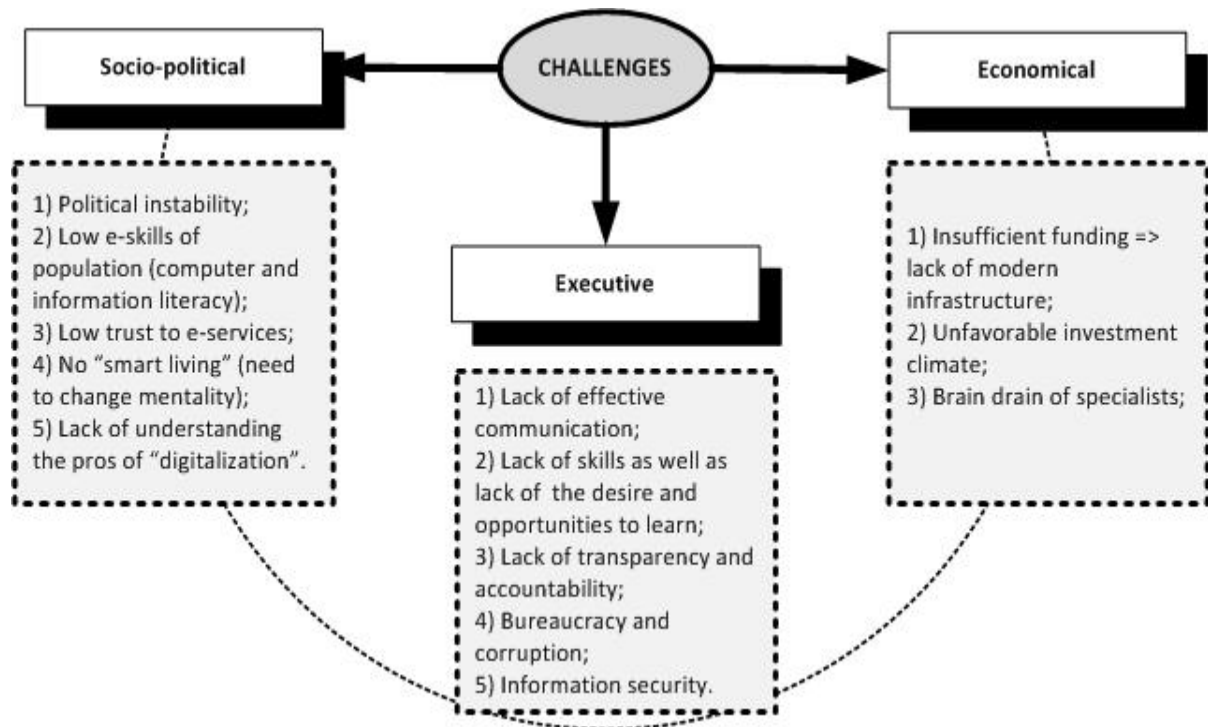 CHALLENGES
Socio-political
1) Political instability;
2) Low e-skills of
population (computer and
information literacy);
3) Low trust to e-services;
4) No “smart living” (need
to change mentality);
5) Lack of understanding
the pros of “digitalization”.
Executive
1) Lack of effective
communication;
2) Lack of skills as well as
lack of the desire and
opportunities to learn;
3) Lack of transparency and
accountability;
4) Bureaucracy and
corruption;
5) Information security.
Economical
1) Insufficient funding =>
lack of modern
infrastructure;
2) Unfavorable investment
climate;
3) Brain drain of specialists;